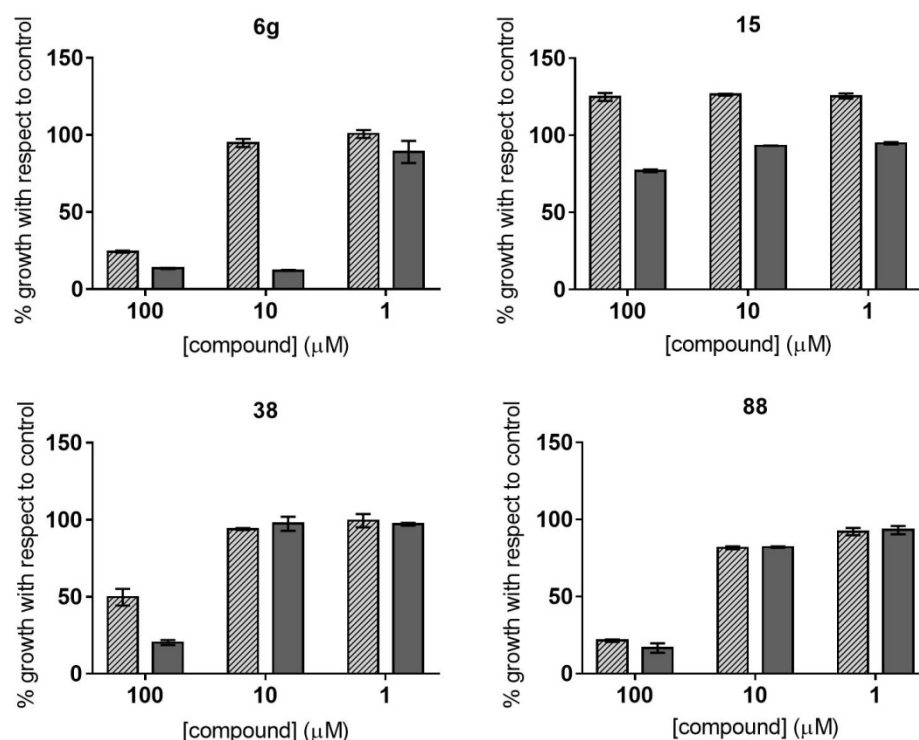 6g
% growth with respect to control
150
100
50
0
100 10 1
[compound] (μM)
15
% growth with respect to control
150
100
50
0
100 10 1
[compound] (μM)
38
% growth with respect to control
150
100
50
0
100 10 1
[compound] (μM)
88
% growth with respect to control
150
100
50
0
100 10 1
[compound] (μM)